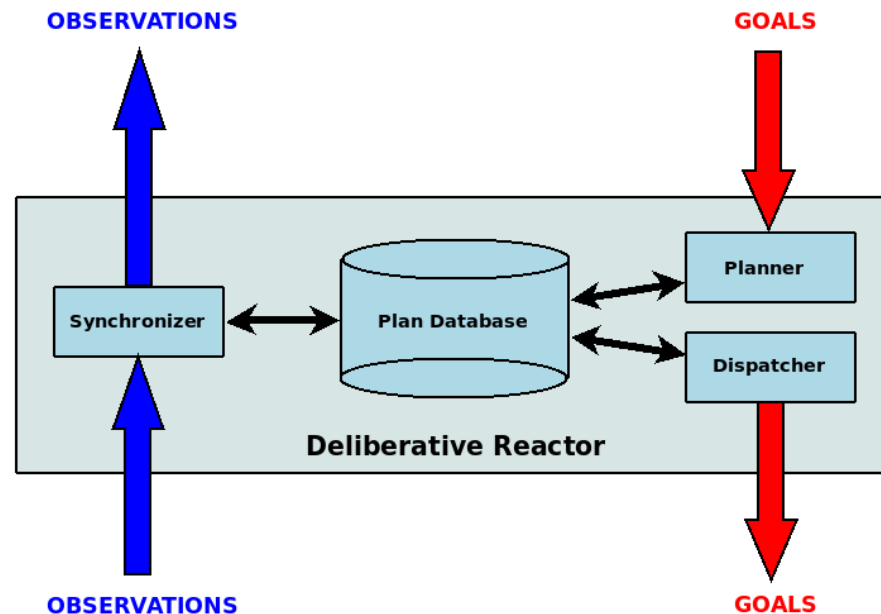 OBSERVATIONS
GOALS
Planner
Synchronizer
Plan Database
Dispatcher
Deliberative Reactor
OBSERVATIONS
GOALS